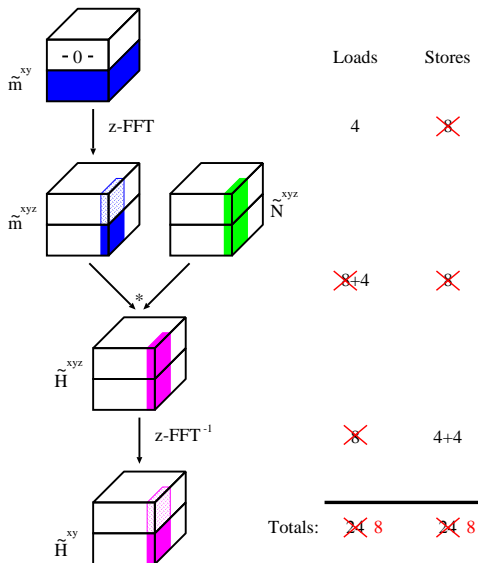 Loads Stores
- 0 -
m̃ xy
z-FFT 4 8
m̃ xyz Ñ xyz
* 8+4 8
H̃ xyz
z-FFT -1 8 4+4
Totals: 24 8 24 8
H̃ xy